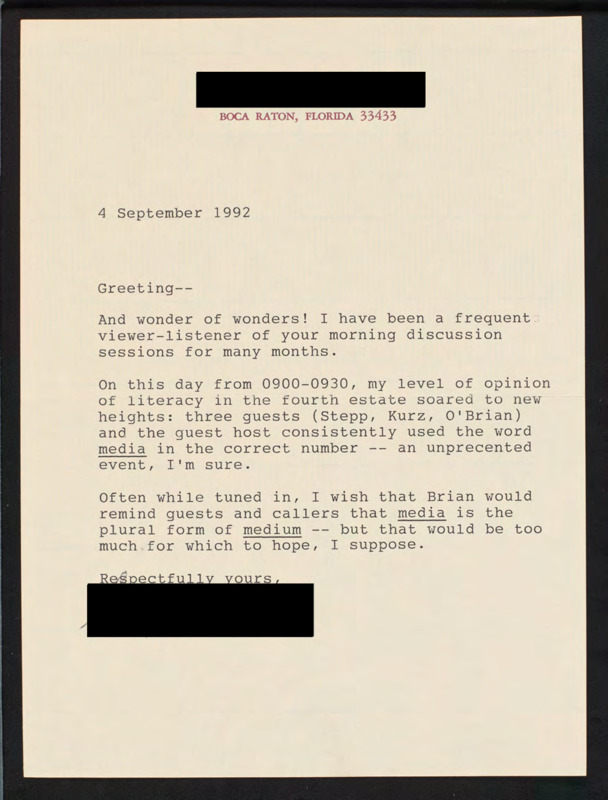 BOCA RATON, FLORIDA 33433
4 September 1992
Greeting--
And wonder of wonders! I have been a frequent
viewer-listener of your morning discussion
sessions for many months.
On this day from 0900-0930, my level of opinion
of literacy in the fourth estate soared to new
heights: three guests (Stepp, Kurz, O'Brian)
and the guest host consistently used the word
media in the correct number -- an unprecented
event, I'm sure.
Often while tuned in, I wish that Brian would
remind guests and callers that media is the
plural form of medium -- but that would be too
much for which to hope, I suppose.
Respectfully yours,